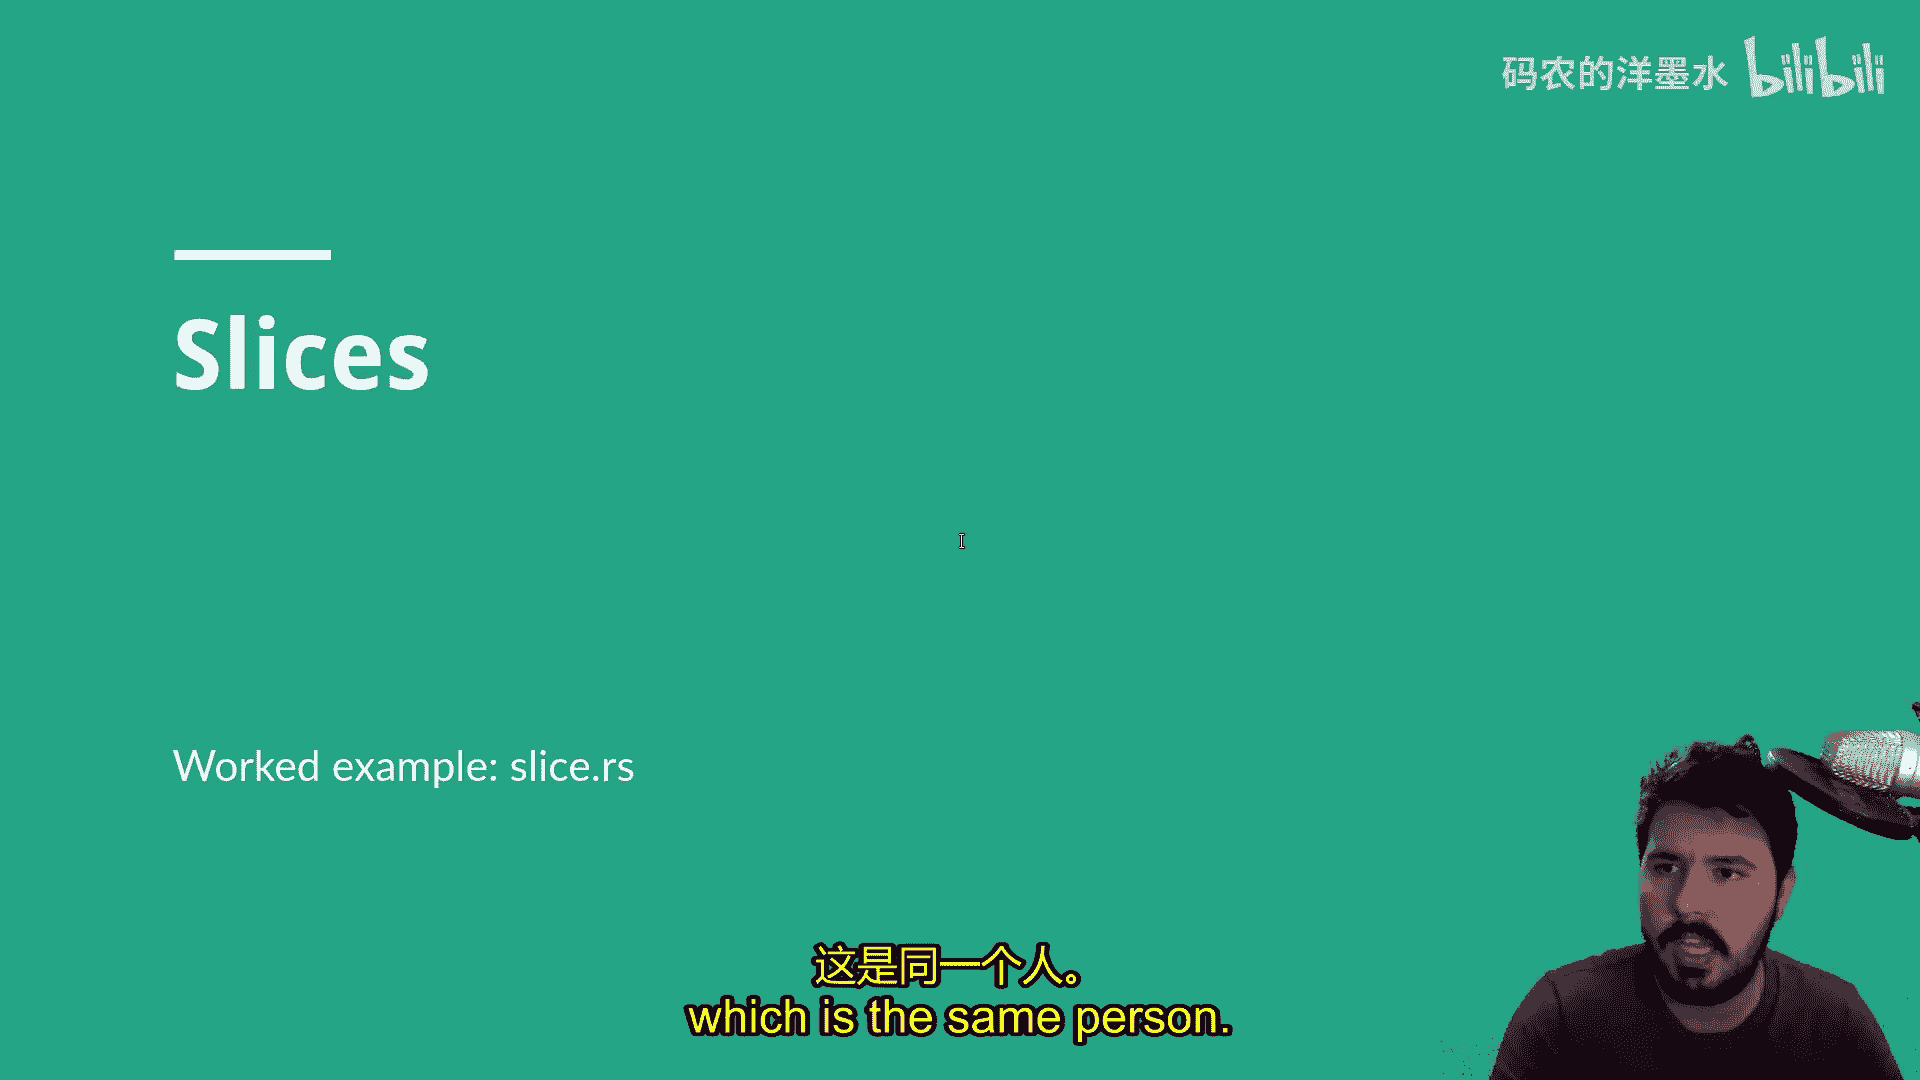 码农的洋墨水 bilibili
Slices
Worked example: slice.rs
这是同一个人。
which is the same person.